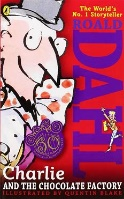 The World's
No. 1 Storyteller
ROALD
DAHL
Charlie
AND THE CHOCOLATE FACTORY
ILLUSTRATED BY QUENTIN BLAKE